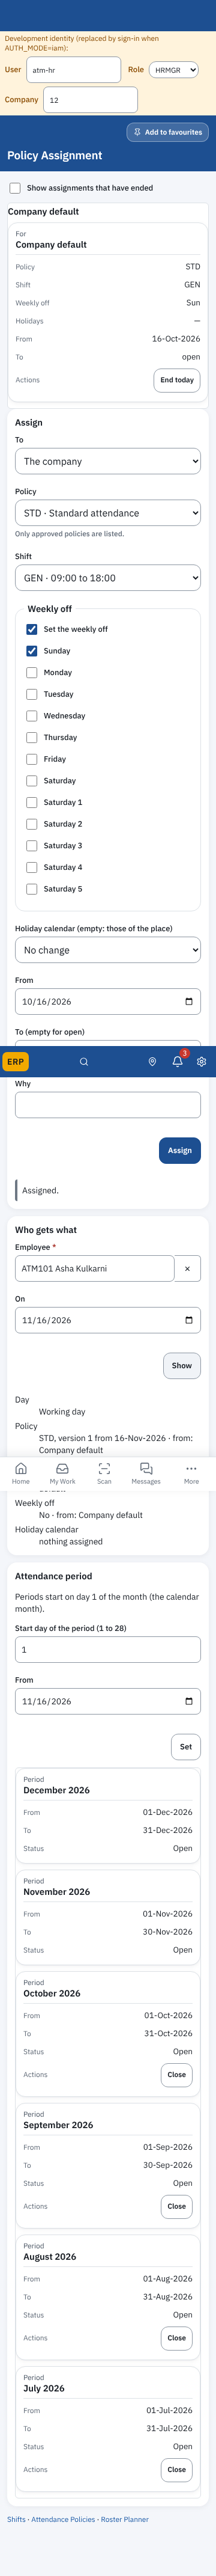 Development identity (replaced by sign-in when
AUTH_MODE=iam):
User atm-hr Role HRMGR
Company 12
Add to favourites
Policy Assignment
Show assignments that have ended
Company default
For
Company default
Policy STD
Shift GEN
Weekly off Sun
Holidays —
From 16-Oct-2026
To open
Actions End today
Assign
To
The company
Policy
STD · Standard attendance
Only approved policies are listed.
Shift
GEN · 09:00 to 18:00
Weekly off
Set the weekly off
Sunday
Monday
Tuesday
Wednesday
Thursday
Friday
Saturday
Saturday 1
Saturday 2
Saturday 3
Saturday 4
Saturday 5
Holiday calendar (empty: those of the place)
No change
From
10/16/2026
To (empty for open)
ERP 3
Why
Assign
Assigned.
Who gets what
Employee *
ATM101 Asha Kulkarni ×
On
11/16/2026
Show
Day
Working day
Policy
STD, version 1 from 16-Nov-2026 · from:
Company default
Home My Work Scan Messages More
Weekly off
No · from: Company default
Holiday calendar
nothing assigned
Attendance period
Periods start on day 1 of the month (the calendar
month).
Start day of the period (1 to 28)
1
From
11/16/2026
Set
Period
December 2026
From 01-Dec-2026
To 31-Dec-2026
Status Open
Period
November 2026
From 01-Nov-2026
To 30-Nov-2026
Status Open
Period
October 2026
From 01-Oct-2026
To 31-Oct-2026
Status Open
Actions Close
Period
September 2026
From 01-Sep-2026
To 30-Sep-2026
Status Open
Actions Close
Period
August 2026
From 01-Aug-2026
To 31-Aug-2026
Status Open
Actions Close
Period
July 2026
From 01-Jul-2026
To 31-Jul-2026
Status Open
Actions Close
Shifts · Attendance Policies · Roster Planner